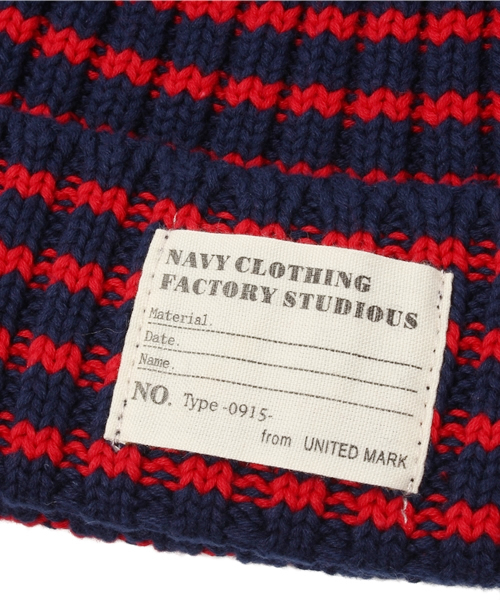 NAVY CLOTHING
FACTORY STUDIOUS
Material.
Date.
Name.
NO. Type -0915-
from UNITED MARK